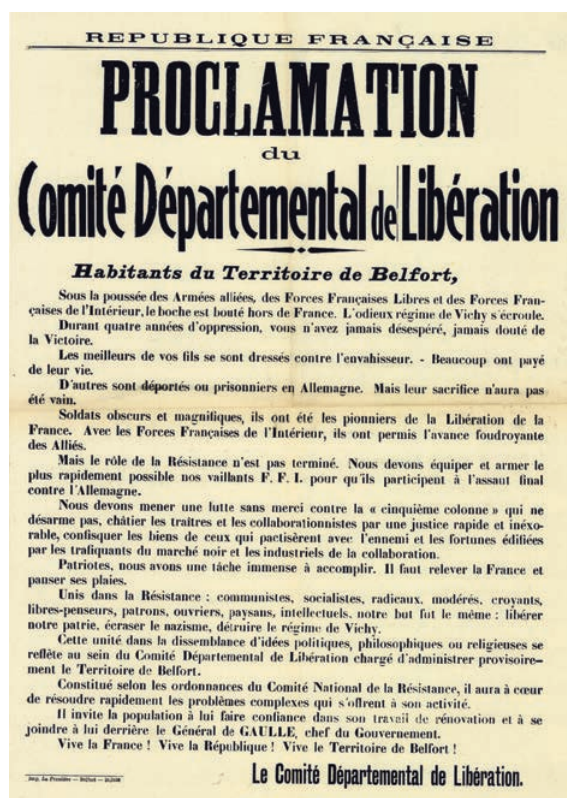 REPUBLIQUE FRANÇAISE
PROCLAMATION
du
Comité Départemental de Libération
Habitants du Territoire de Belfort,
Sous la poussée des Armées alliées, des Forces Françaises Libres et des Forces Fran-
çaises de l'Intérieur, le boche est bouté hors de France. L'odieux régime de Vichy s'écroule.
Durant quatre années d'oppression, vous n'avez jamais désespéré, jamais douté de
la Victoire.
Les meilleurs de vos fils se sont dressés contre l'envahisseur. - Beaucoup ont payé
de leur vie.
D'autres sont déportés ou prisonniers en Allemagne. Mais leur sacrifice n'aura pas
été vain.
Soldats obscurs et magnifiques, ils ont été les pionniers de la Libération de la
France. Avec les Forces Françaises de l'Intérieur, ils ont permis l'avance foudroyante
des Alliés.
Mais le rôle de la Résistance n'est pas terminé. Nous devons équiper et armer le
plus rapidement possible nos vaillants F. F. I. pour qu'ils participent à l'assaut final
contre l'Allemagne.
Nous devons mener une lutte sans merci contre la « cinquième colonne » qui ne
désarme pas, châtier les traîtres et les collaborationnistes par une justice rapide et inéxo-
rable, confisquer les biens de ceux qui pactisèrent avec l'ennemi et les fortunes édifiées
par les trafiquants du marché noir et les industriels de la collaboration.
Patriotes, nous avons une tâche immense à accomplir. Il faut relever la France et
panser ses plaies.
Unis dans la Résistance : communistes, socialistes, radicaux, modérés, croyants,
libres-penseurs, patrons, ouvriers, paysans, intellectuels, notre but fut le même : libérer
notre patrie, écraser le nazisme, détruire le régime de Vichy.
Cette unité dans la dissemblance d'idées politiques, philosophiques ou religieuses se
reflète au sein du Comité Départemental de Libération chargé d'administrer provisoire-
ment le Territoire de Belfort.
Constitué selon les ordonnances du Comité National de la Résistance, il aura à cœur
de résoudre rapidement les problèmes complexes qui s'offrent à son activité.
Il invite la population à lui faire confiance dans son travail de rénovation et à se
joindre à lui derrière le Général de GAULLE, chef du Gouvernement.
Vive la France ! Vive la République ! Vive le Territoire de Belfort !
Le Comité Départemental de Libération.